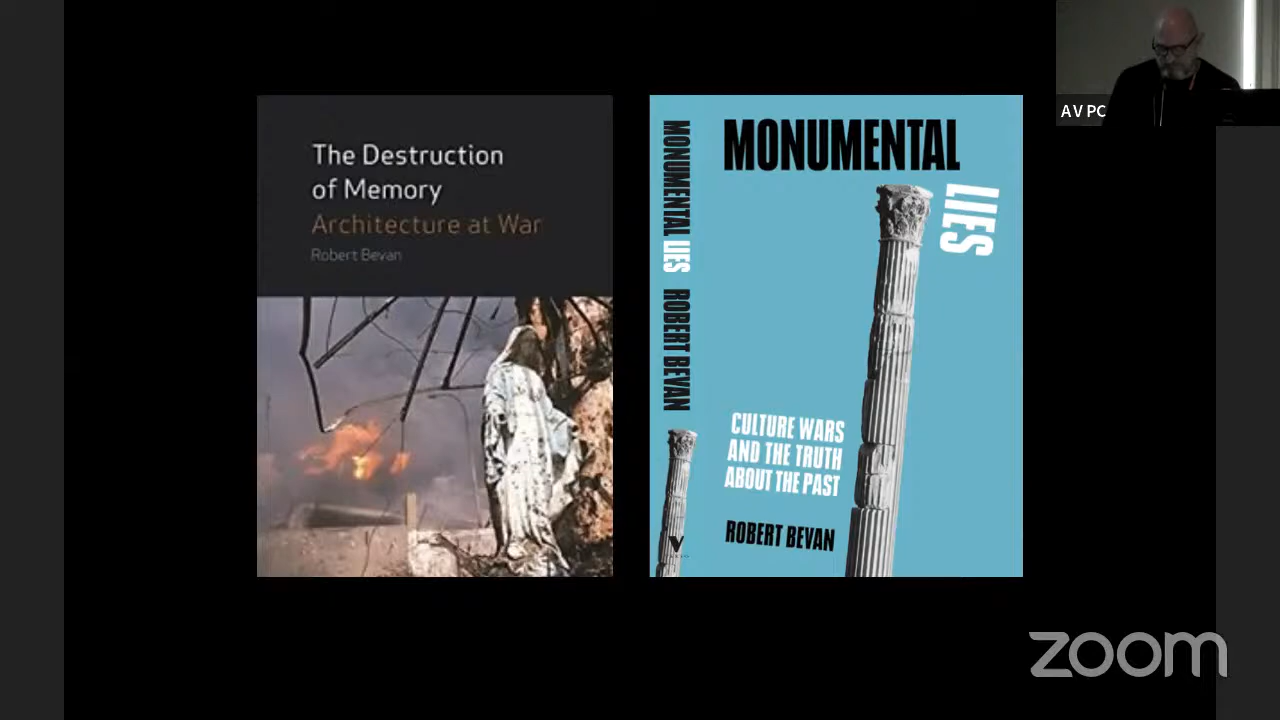 The Destruction
of Memory
Architecture at War
Robert Bevan
MONUMENTAL LIES ROBERT BEVAN
MONUMENTAL
LIES
CULTURE WARS
AND THE TRUTH
ABOUT THE PAST
ROBERT BEVAN
AV PC
zoom